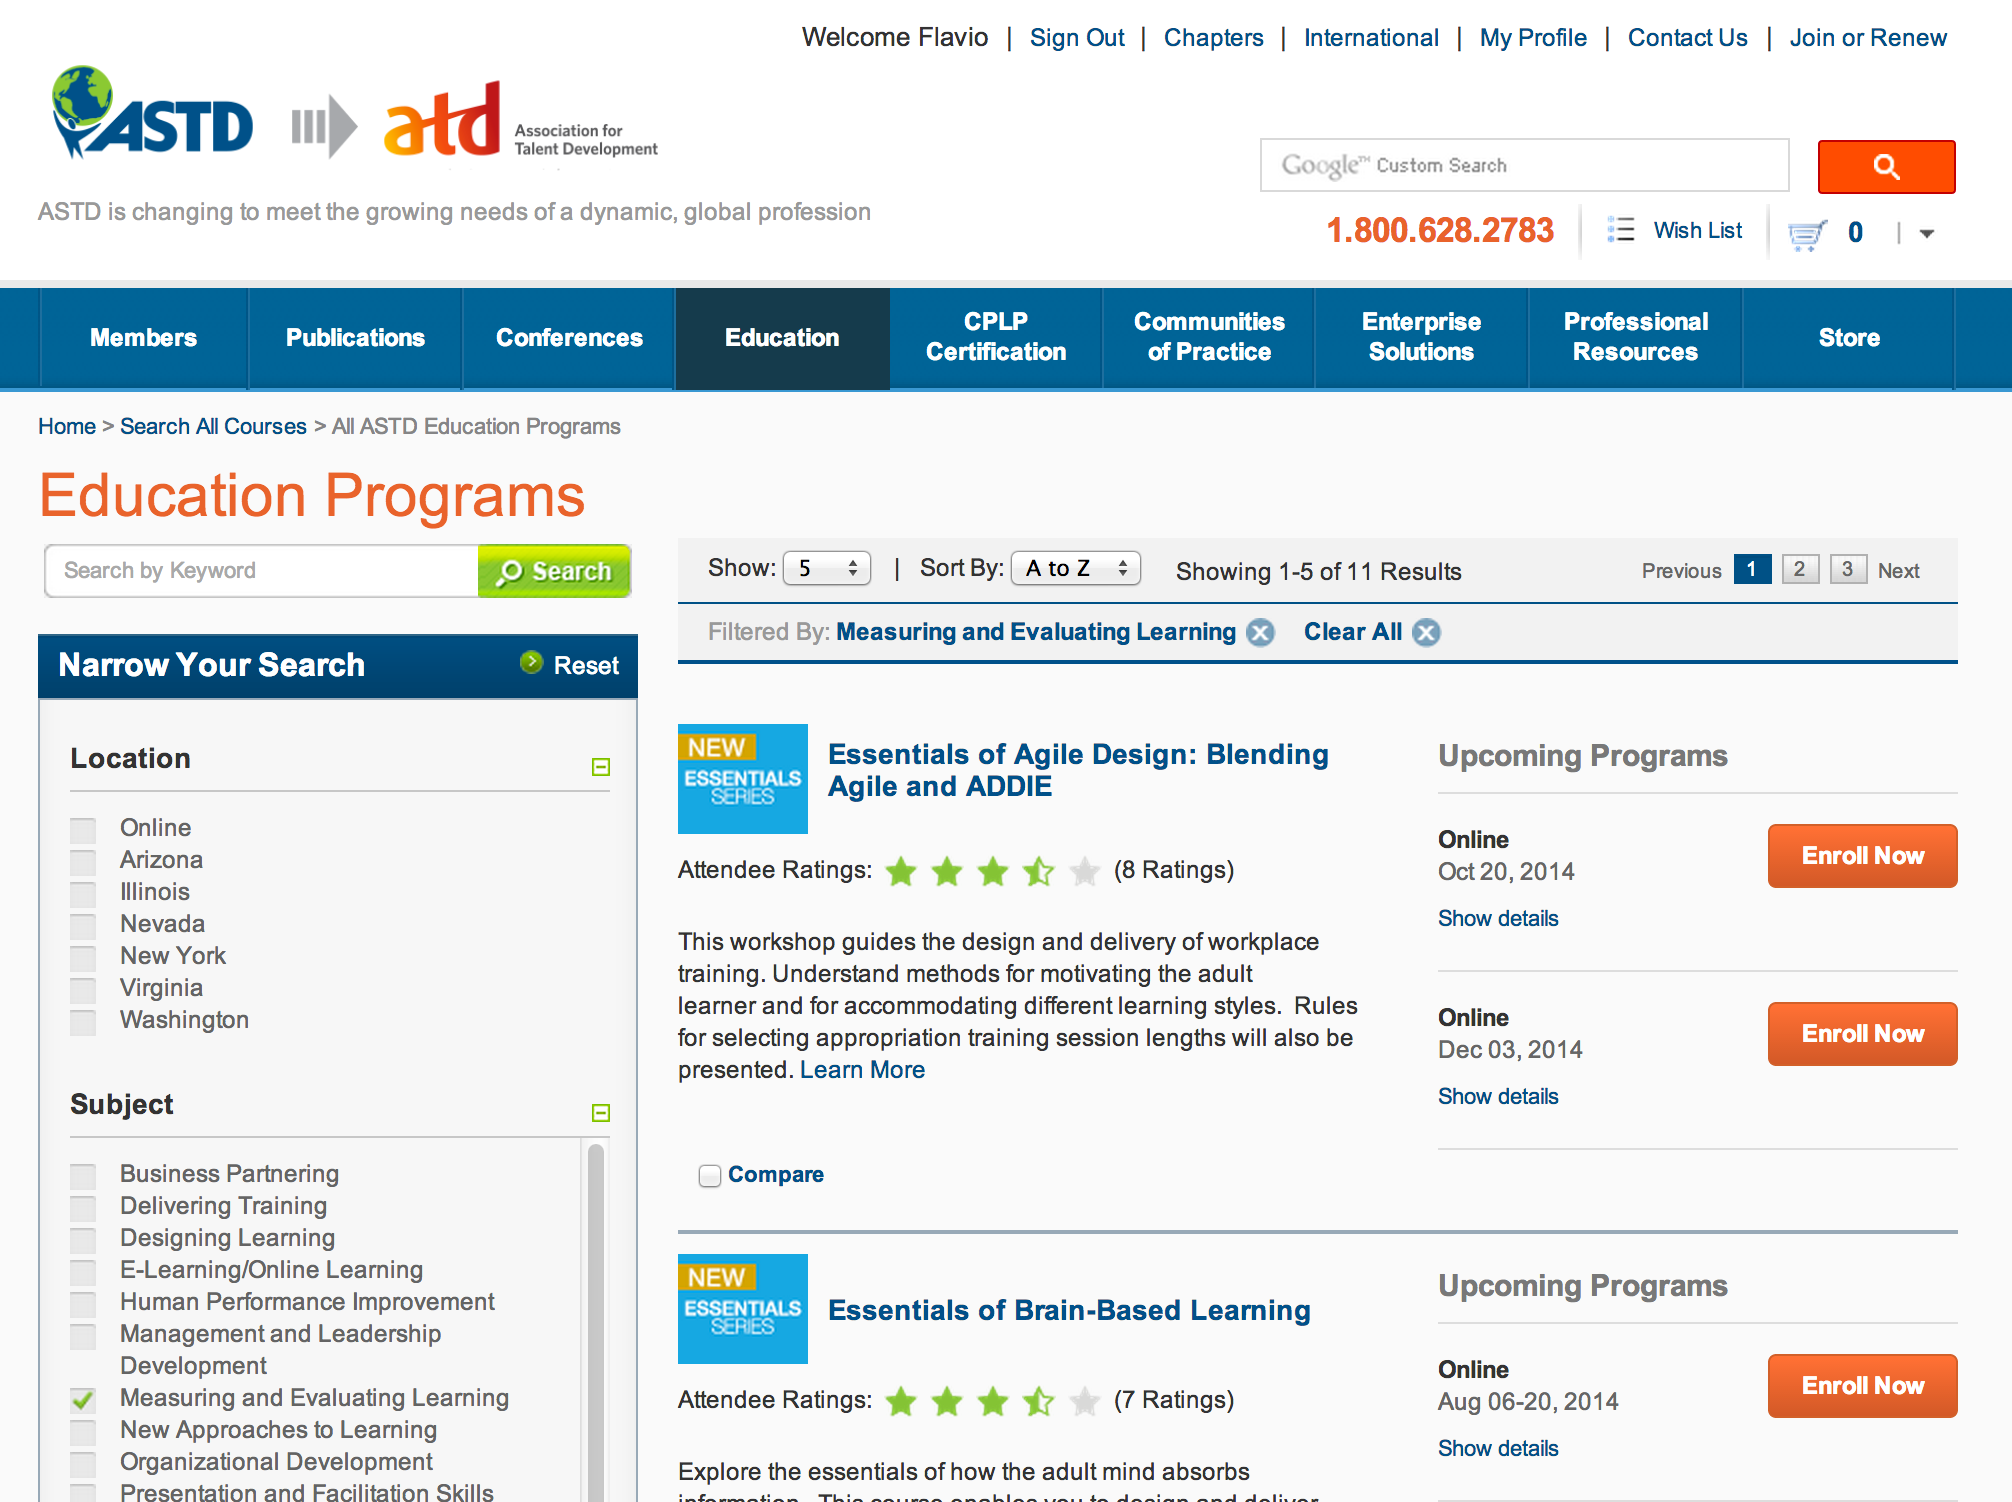 Welcome Flavio | Sign Out | Chapters | International | My Profile | Contact Us | Join or Renew
ASTD
atd
Association for
Talent Development
ASTD is changing to meet the growing needs of a dynamic, global profession
Google™ Custom Search
1.800.628.2783
Wish List
0 |
Members
Publications
Conferences
Education
CPLP
Certification
Communities
of Practice
Enterprise
Solutions
Professional
Resources
Store
Home > Search All Courses > All ASTD Education Programs
Education Programs
Search by Keyword
Search
Narrow Your Search
Reset
Location
Online
Arizona
Illinois
Nevada
New York
Virginia
Washington
Subject
Business Partnering
Delivering Training
Designing Learning
E-Learning/Online Learning
Human Performance Improvement
Management and Leadership
Development
Measuring and Evaluating Learning
New Approaches to Learning
Organizational Development
Presentation and Facilitation Skills
Show: 5 | Sort By: A to Z Showing 1-5 of 11 Results
Previous 1 2 3 Next
Filtered By: Measuring and Evaluating Learning Clear All
NEW
ESSENTIALS
SERIES
Essentials of Agile Design: Blending
Agile and ADDIE
Attendee Ratings: (8 Ratings)
This workshop guides the design and delivery of workplace
training. Understand methods for motivating the adult
learner and for accommodating different learning styles. Rules
for selecting appropriation training session lengths will also be
presented. Learn More
Compare
Upcoming Programs
Online
Oct 20, 2014
Enroll Now
Show details
Online
Dec 03, 2014
Enroll Now
Show details
NEW
ESSENTIALS
SERIES
Essentials of Brain-Based Learning
Attendee Ratings: (7 Ratings)
Explore the essentials of how the adult mind absorbs
information. This course enables you to design and deliver
Upcoming Programs
Online
Aug 06-20, 2014
Enroll Now
Show details